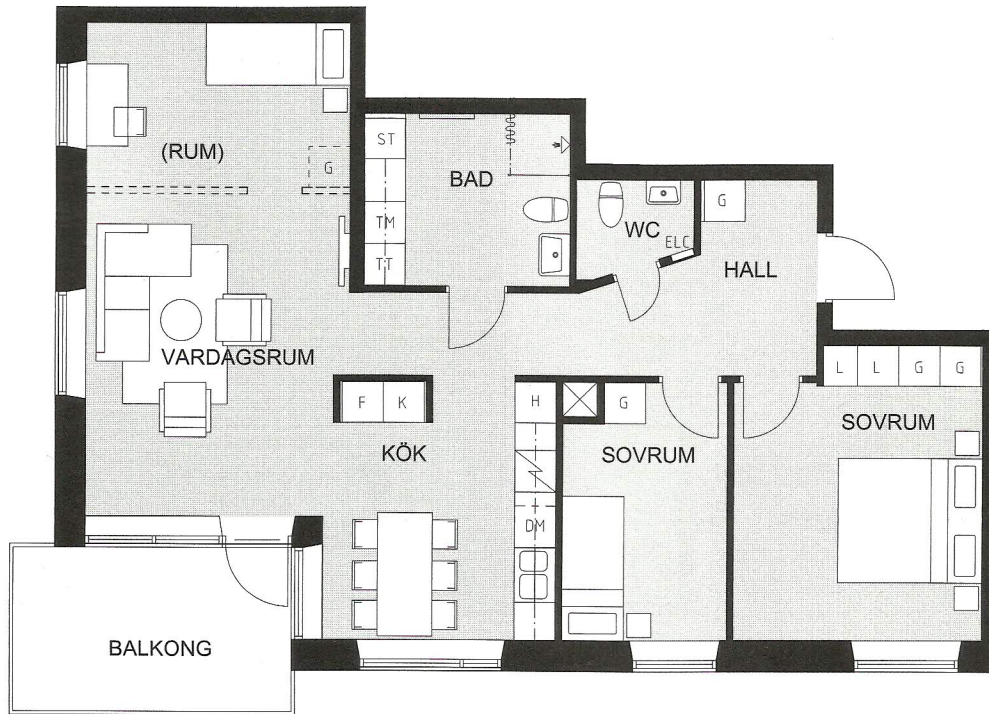 ST
(RUM)
G
BAD
TM
TT
G
WC
ELC
HALL
VARDAGSRUM
L L G G
F K
H
G
SOVRUM
KÖK
SOVRUM
DM
BALKONG